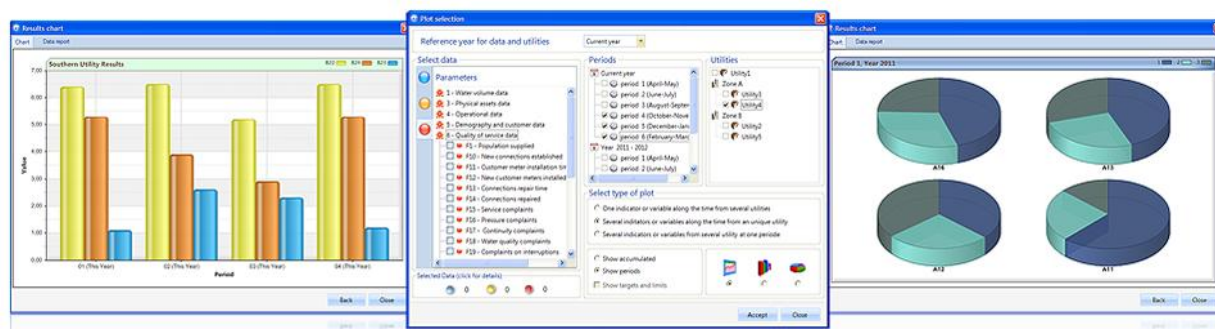 Results chart
Chart
Data report
Southern Utility Results
7,00
6,00
5,00
4,00
3,00
2,00
1,00
0,00
Value
01 (This Year)
02 (This Year)
03 (This Year)
04 (This Year)
Period
Back
Close
Plot selection
Reference year for data and utilities
Current year
Select data
Parameters
1 - Water volume data
3 - Physical assets data
4 - Operational data
5 - Demography and customer data
6 - Quality of service data
F1 - Population supplied
F10 - New connections established
F11 - Customer meter installation tim
F12 - New customer meters installed
F13 - Connections repair time
F14 - Connections repaired
F15 - Service complaints
F16 - Pressure complaints
F17 - Continuity complaints
F18 - Water quality complaints
F19 - Complaints on interruptions
Selected Data (click for details)
0
0
0
Periods
Current year
period 1 (April-May)
period 2 (June-July)
period 3 (August-Septer
period 4 (October-Nove
period 5 (December-Jan
period 6 (February-Marc
Year 2011 - 2012
period 1 (April-May)
period 2 (June-July)
Utilities
Utility1
Zone A
Utility3
Utility4
Zone B
Utility2
Utility5
Select type of plot
One indicator or variable along the time from several utilities
Several inditators or variables along the time from an unique utility
Several indicators or variables from several utility at one periode
Show accumulated
Show periods
Show targets and limits
Accept
Close
Results chart
Chart
Data report
Period 1, Year 2011
1
2
3
A14
A13
A12
A11
Back
Close